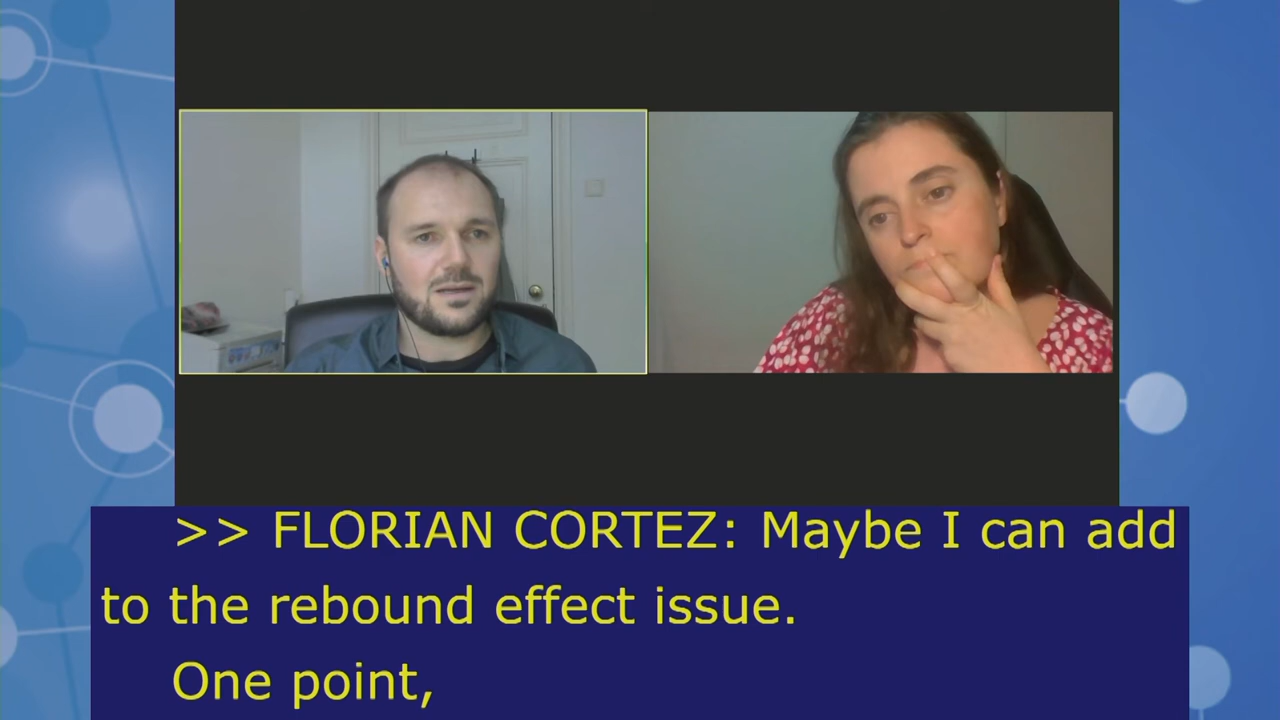 >> FLORIAN CORTEZ: Maybe I can add
to the rebound effect issue.
One point,